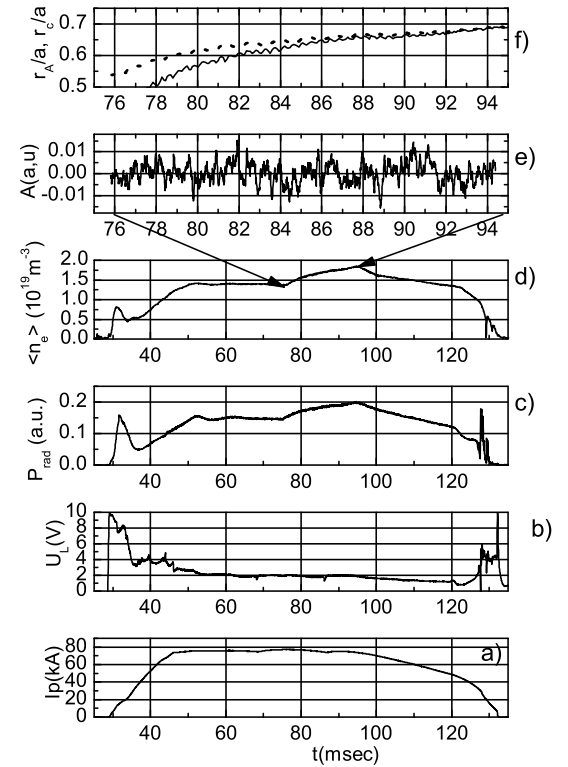 r_A/a, r_c/a
0.7
0.6
0.5
76 78 80 82 84 86 88 90 92 94
f)
A(a,u)
0.01
0.00
-0.01
76 78 80 82 84 86 88 90 92 94
e)
<n_e> (10^19 m^-3)
2.0
1.5
1.0
0.5
0.0
40 60 80 100 120
d)
P_rad (a.u.)
0.2
0.1
0.0
40 60 80 100 120
c)
U_L(V)
10
8
6
4
2
0
40 60 80 100 120
b)
Ip(kA)
80
60
40
20
0
40 60 80 100 120
a)
t(msec)